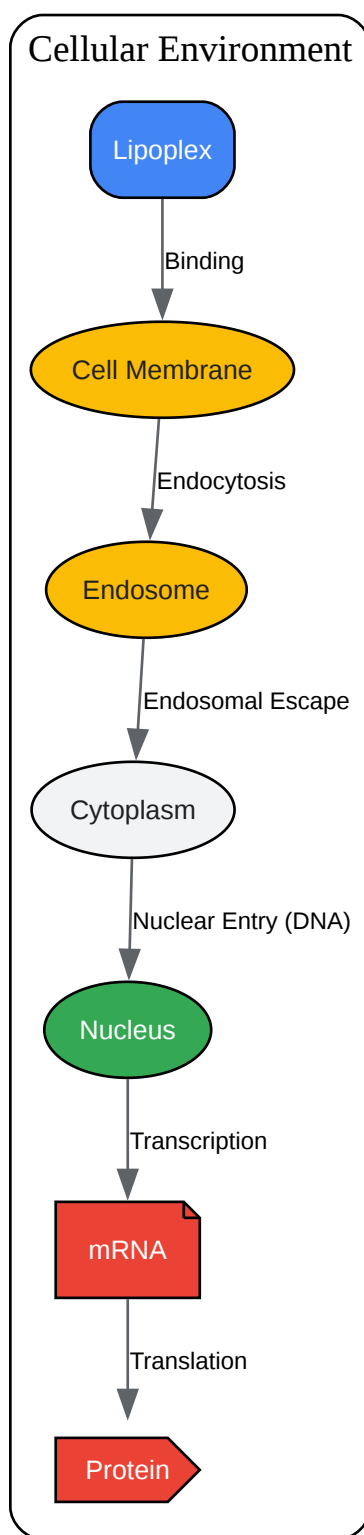 Cellular Environment
Lipoplex
Binding
Cell Membrane
Endocytosis
Endosome
Endosomal Escape
Cytoplasm
Nuclear Entry (DNA)
Nucleus
Transcription
mRNA
Translation
Protein